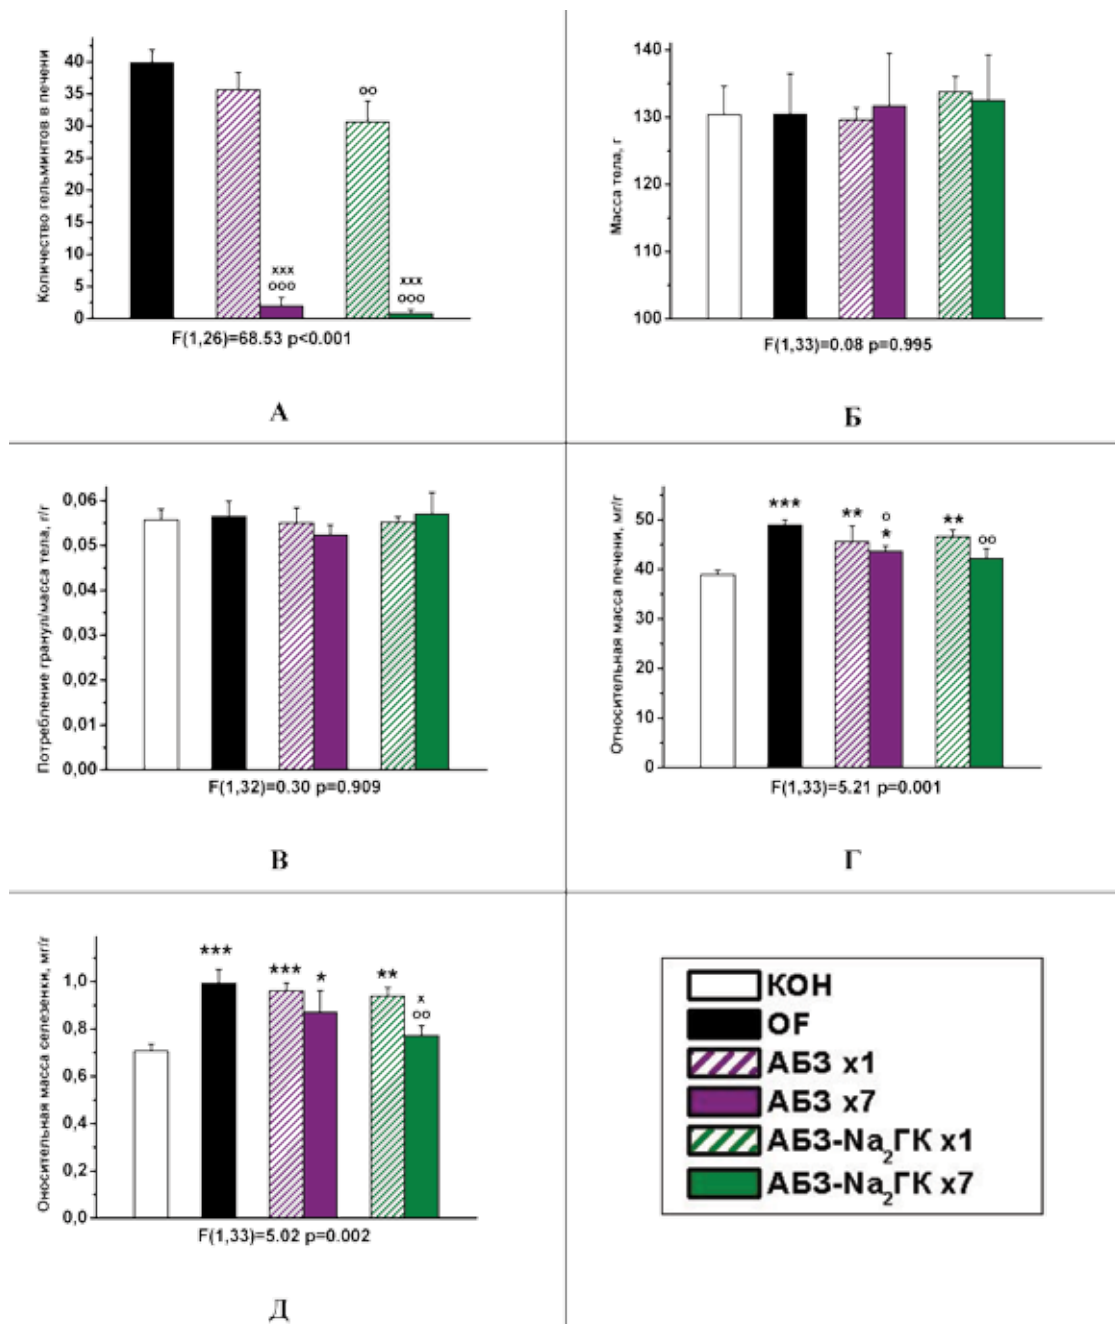 Количество гельминтов в печени
40
35
30
25
20
15
10
5
0
xxx
ooo
oo
xxx
ooo
F(1,26)=68.53 p<0.001
А
Масса тела, г
140
130
120
110
100
F(1,33)=0.08 p=0.995
Б
Потребление гранул/масса тела, г/г
0,06
0,05
0,04
0,03
0,02
0,01
0,00
F(1,32)=0.30 p=0.909
В
Относительная масса печени, мг/г
50
40
30
20
10
0
***
**
o
*
**
oo
F(1,33)=5.21 p=0.001
Г
Оносительная масса селезенки, мг/г
1,0
0,8
0,6
0,4
0,2
0,0
***
***
*
**
x
oo
F(1,33)=5.02 p=0.002
Д
КОН
OF
АБЗ x1
АБЗ x7
АБЗ-Na₂ГК x1
АБЗ-Na₂ГК x7